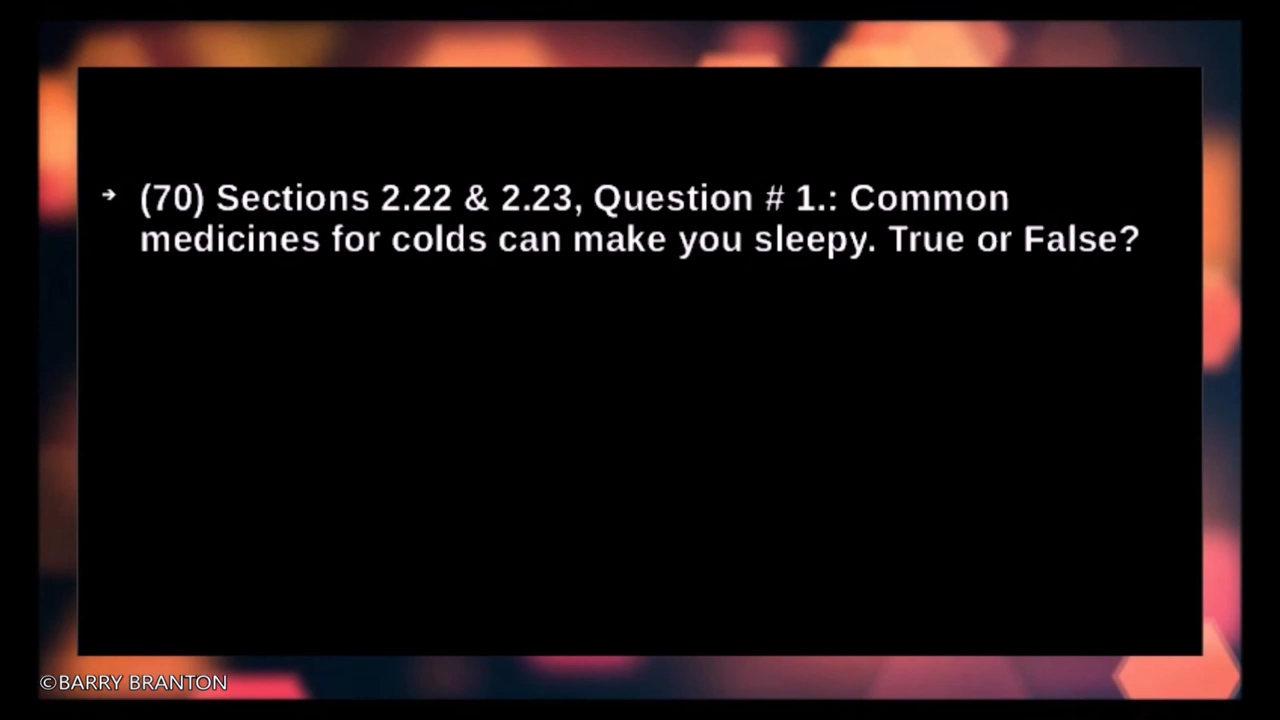 ➔ (70) Sections 2.22 & 2.23, Question # 1.: Common
medicines for colds can make you sleepy. True or False?
©BARRY BRANTON